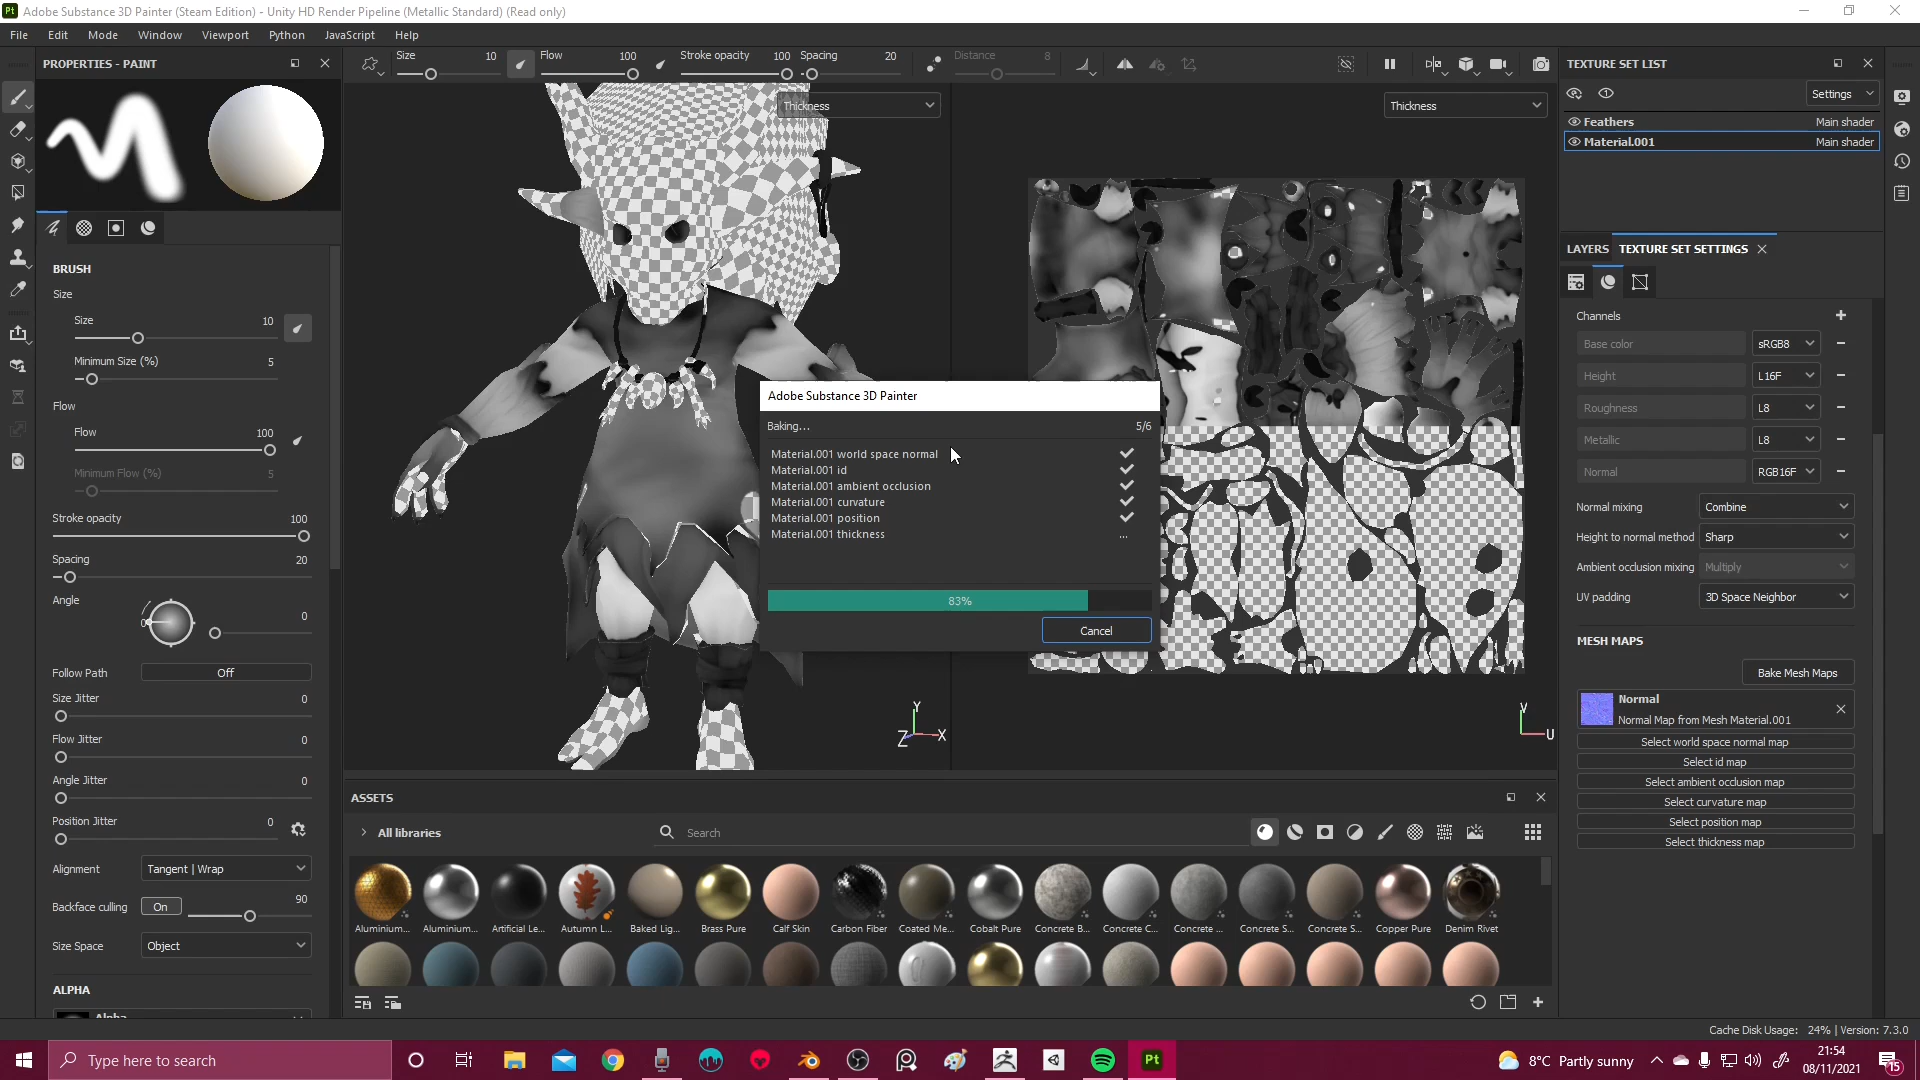 Pt Adobe Substance 3D Painter (Steam Edition) - Unity HD Render Pipeline (Metallic Standard) (Read only)
File Edit Mode Window Viewport Python JavaScript Help
PROPERTIES - PAINT
Size 10 Flow 100 Stroke opacity 100 Spacing 20 Distance 8
TEXTURE SET LIST
Settings
Thickness
Thickness
Feathers Main shader
Material.001 Main shader
BRUSH
Size
Size 10
Minimum Size (%) 5
Flow
Flow 100
Minimum Flow (%) 5
Stroke opacity 100
Spacing 20
Angle
0 0
Follow Path Off
Size Jitter 0
Flow Jitter 0
Angle Jitter 0
Position Jitter 0
Alignment Tangent | Wrap
Backface culling On 90
Size Space Object
ALPHA
Alpha
Adobe Substance 3D Painter
Baking... 5/6
Material.001 world space normal
Material.001 id
Material.001 ambient occlusion
Material.001 curvature
Material.001 position
Material.001 thickness ...
83%
Cancel
Y
Z X
V
U
LAYERS TEXTURE SET SETTINGS
Channels
Base color sRGB8
Height L16F
Roughness L8
Metallic L8
Normal RGB16F
Normal mixing Combine
Height to normal method Sharp
Ambient occlusion mixing Multiply
UV padding 3D Space Neighbor
MESH MAPS
Bake Mesh Maps
Normal
Normal Map from Mesh Material.001
Select world space normal map
Select id map
Select ambient occlusion map
Select curvature map
Select position map
Select thickness map
ASSETS
All libraries
Search
Aluminium... Aluminium... Artificial Le... Autumn L... Baked Lig... Brass Pure Calf Skin Carbon Fiber Coated Me... Cobalt Pure Concrete B... Concrete C... Concrete ... Concrete S... Concrete S... Copper Pure Denim Rivet
Cache Disk Usage: 24% | Version: 7.3.0
Type here to search
Pt
8°C Partly sunny
21:54
08/11/2021
15